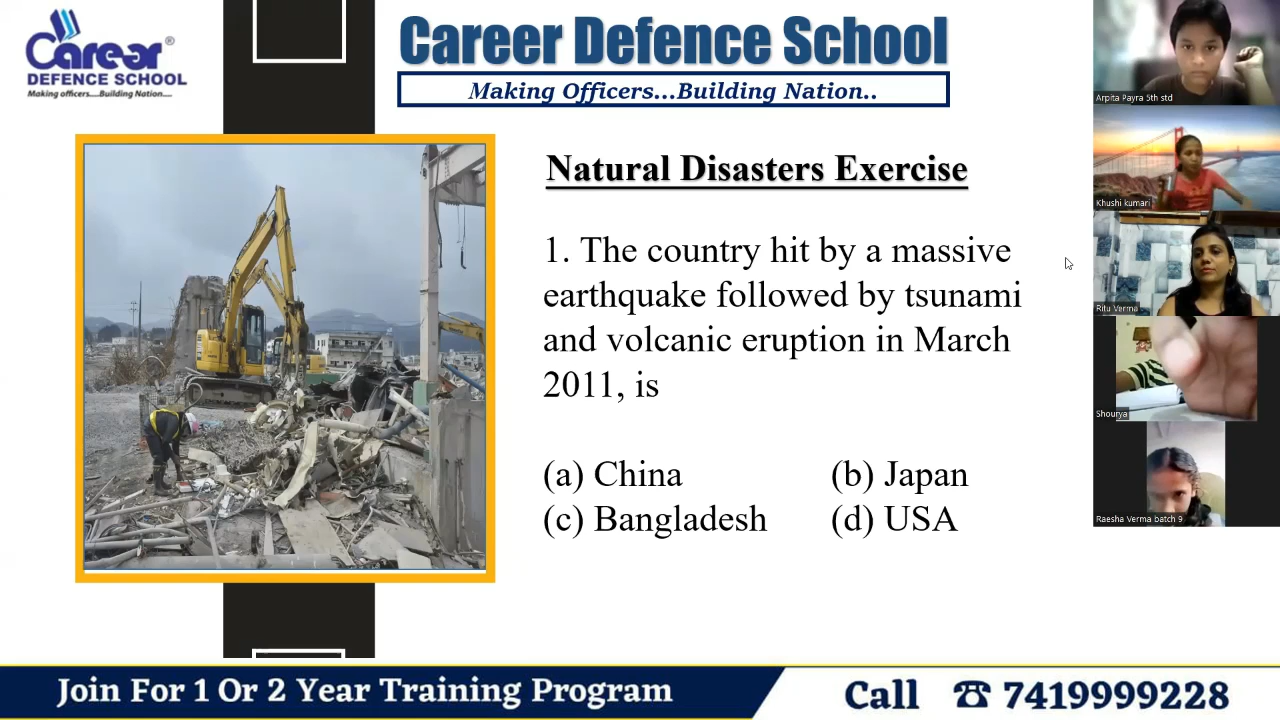 Career®
DEFENCE SCHOOL
Making officers....Building Nation....
Career Defence School
Making Officers...Building Nation..
Natural Disasters Exercise
1. The country hit by a massive
earthquake followed by tsunami
and volcanic eruption in March
2011, is
(a) China (b) Japan
(c) Bangladesh (d) USA
Arpita Payra 5th std
Khushi kumari
Ritu Verma
Shourya
Raesha Verma batch 9
Join For 1 Or 2 Year Training Program
Call ☎ 7419999228